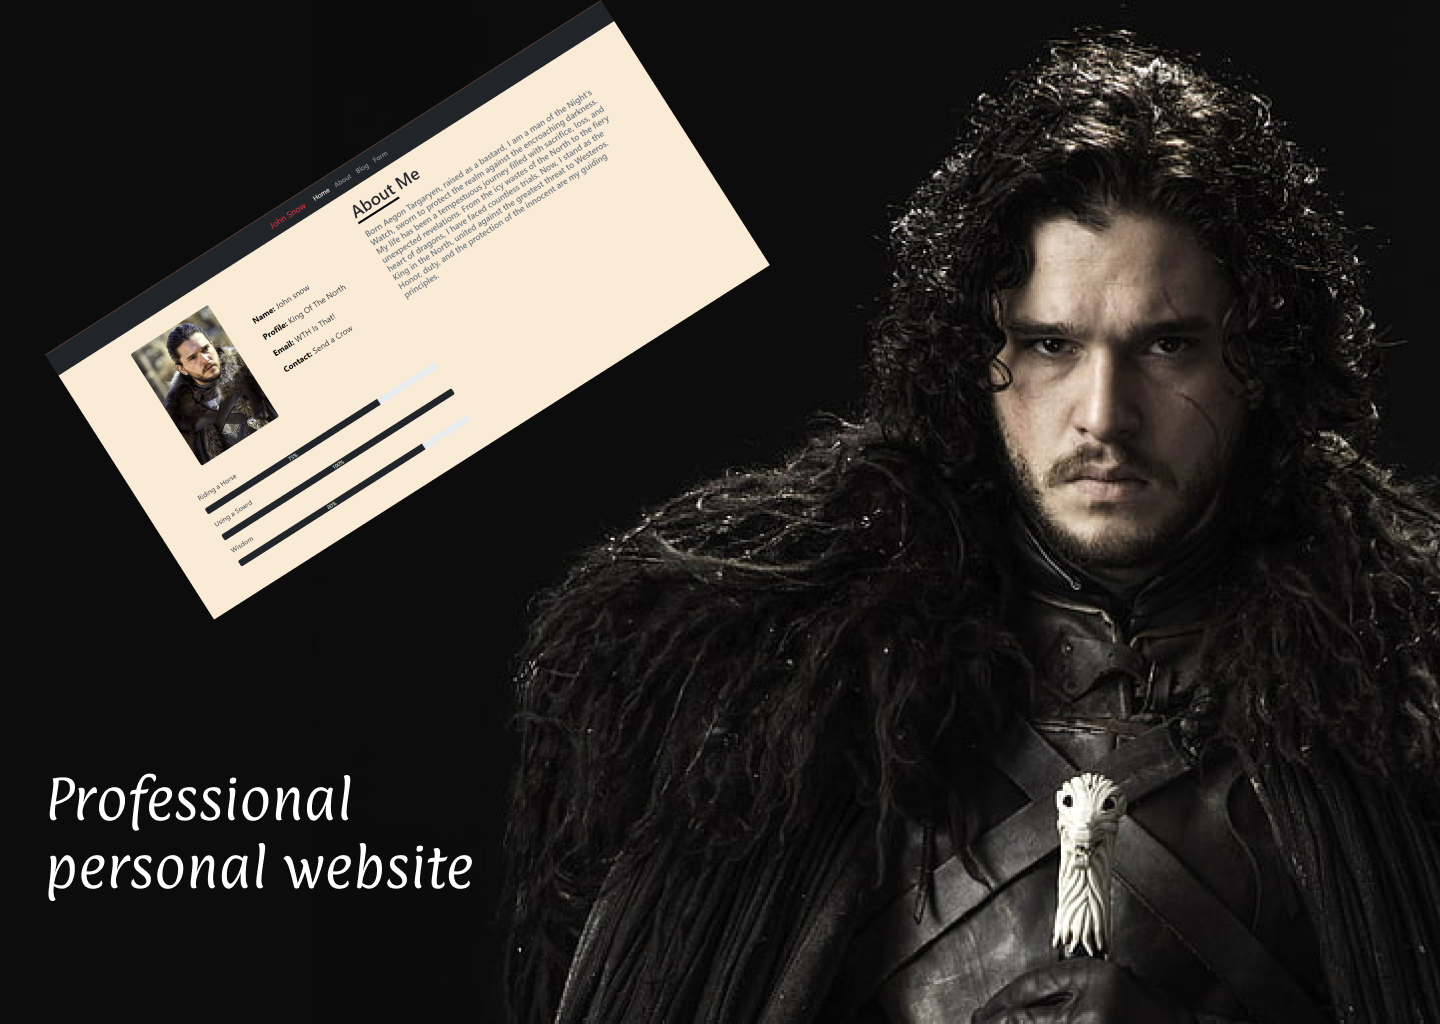 John Snow Home About Blog Form
About Me
Born Aegon Targaryen, raised as a bastard, I am a man of the Night's
Watch, sworn to protect the realm against the encroaching darkness.
My life has been a tempestuous journey filled with sacrifice, loss, and
unexpected revelations. From the icy wastes of the North to the fiery
heart of dragons, I have faced countless trials. Now, I stand as the
King in the North, united against the greatest threat to Westeros.
Honor, duty, and the protection of the innocent are my guiding
principles.
Name: John snow
Profile: King Of The North
Email: WTH Is That!
Contact: Send a Crow
Riding a Horse
75%
Using a Soard
100%
Wisdom
Professional
personal website